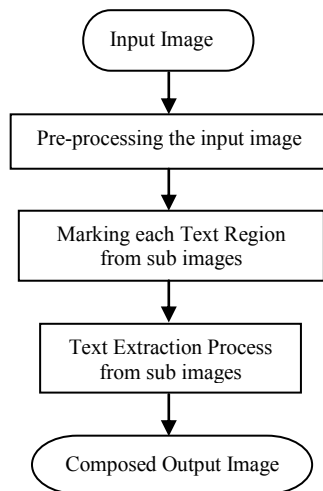 Input Image
Pre-processing the input image
Marking each Text Region
from sub images
Text Extraction Process
from sub images
Composed Output Image